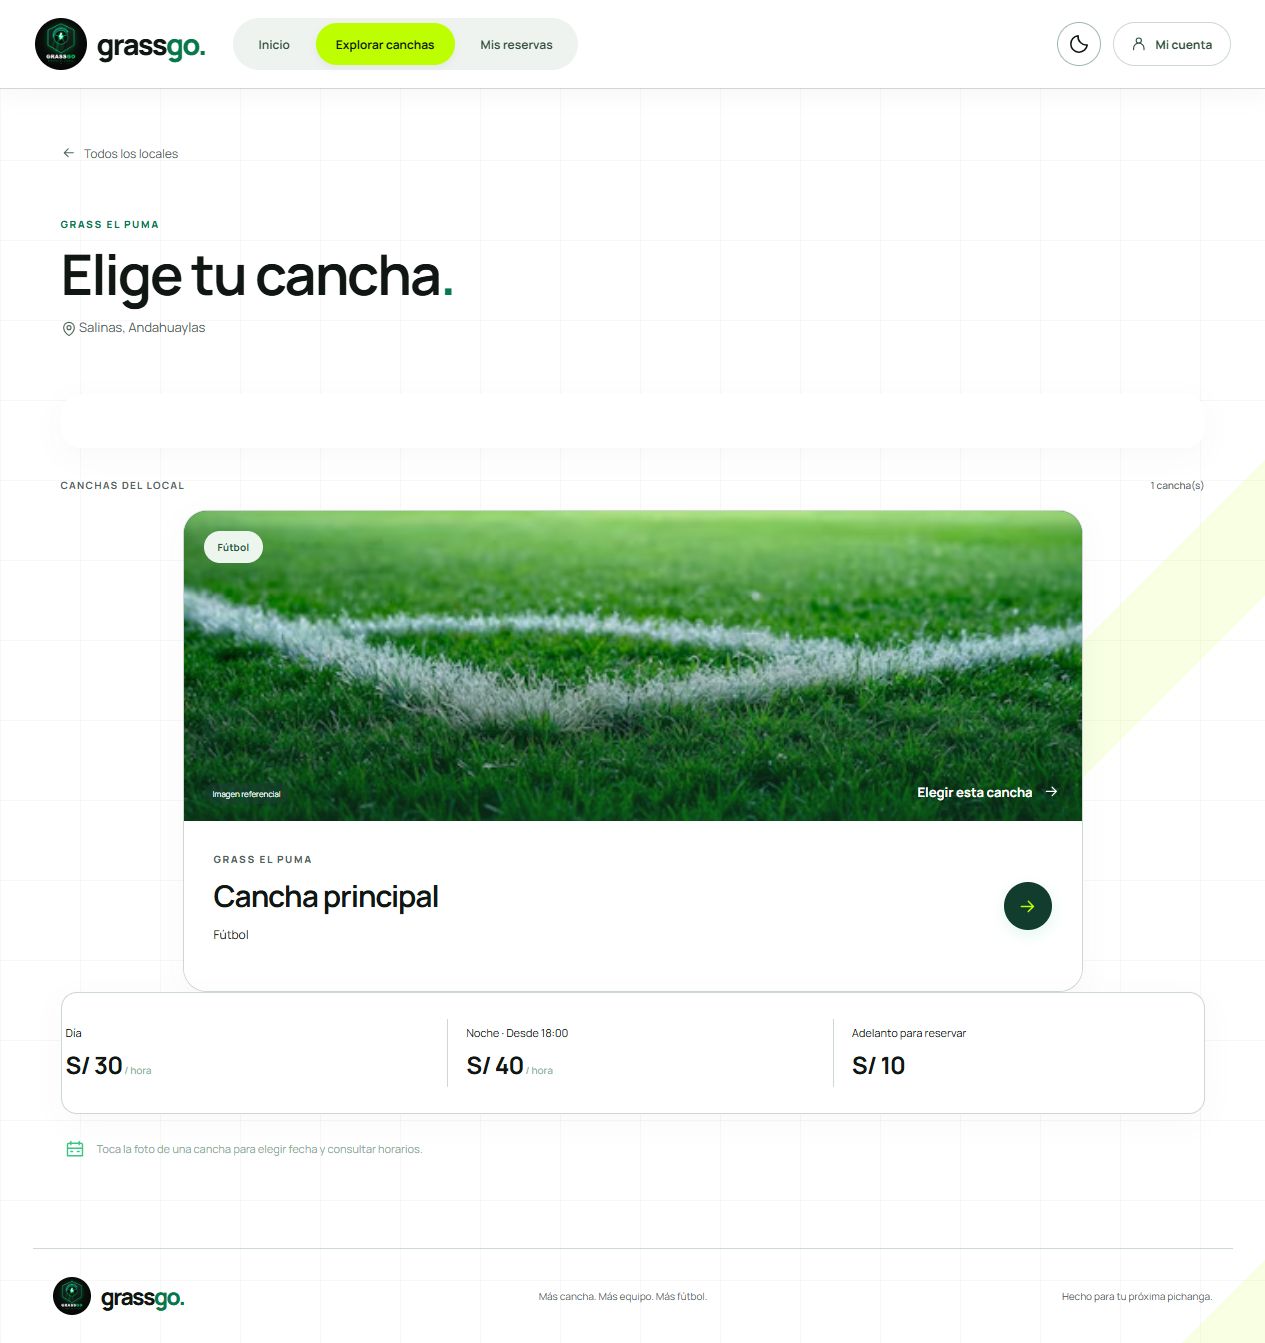 GRASSGO
grassgo.
Inicio
Explorar canchas
Mis reservas
Mi cuenta
← Todos los locales
GRASS EL PUMA
Elige tu cancha.
Salinas, Andahuaylas
CANCHAS DEL LOCAL
1 cancha(s)
Fútbol
Imagen referencial
Elegir esta cancha →
GRASS EL PUMA
Cancha principal
Fútbol
→
Día
S/ 30 / hora
Noche · Desde 18:00
S/ 40 / hora
Adelanto para reservar
S/ 10
Toca la foto de una cancha para elegir fecha y consultar horarios.
GRASSGO
grassgo.
Más cancha. Más equipo. Más fútbol.
Hecho para tu próxima pichanga.